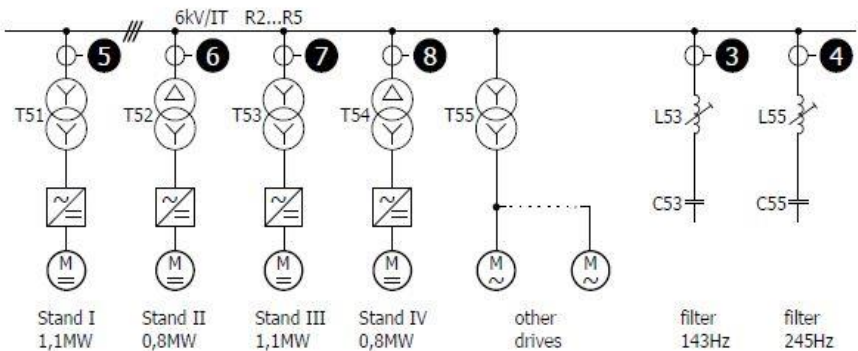 6kV/IT R2...R5
5 6 7 8 3 4
T51 T52 T53 T54 T55 L53 L55
C53 C55
M M M M M M
Stand I Stand II Stand III Stand IV other filter filter
1,1MW 0,8MW 1,1MW 0,8MW drives 143Hz 245Hz